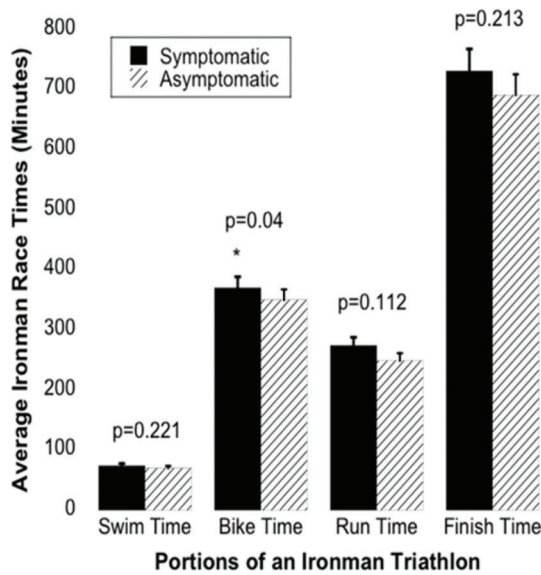 Average Ironman Race Times (Minutes)
800
700
600
500
400
300
200
100
0
Symptomatic
Asymptomatic
p=0.221
p=0.04
*
p=0.112
p=0.213
Swim Time
Bike Time
Run Time
Finish Time
Portions of an Ironman Triathlon